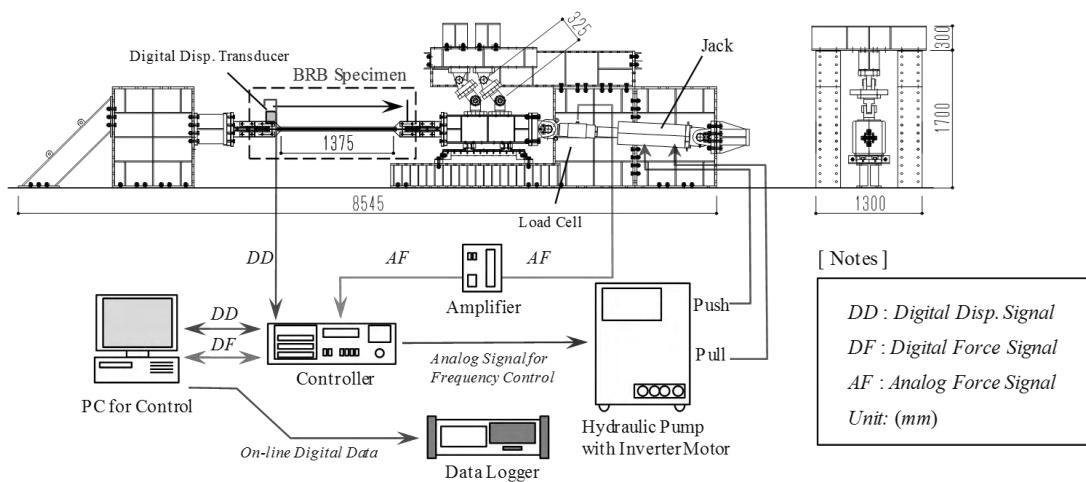 325
Jack
Digital Disp. Transducer
BRB Specimen
1375
300
1700
8545
Load Cell
1300
DD
AF
AF
Amplifier
[ Notes ]
DD : Digital Disp. Signal
DF : Digital Force Signal
AF : Analog Force Signal
Unit: (mm)
DD
DF
Controller
Analog Signal for
Frequency Control
Push
Pull
PC for Control
Hydraulic Pump
with Inverter Motor
On-line Digital Data
Data Logger